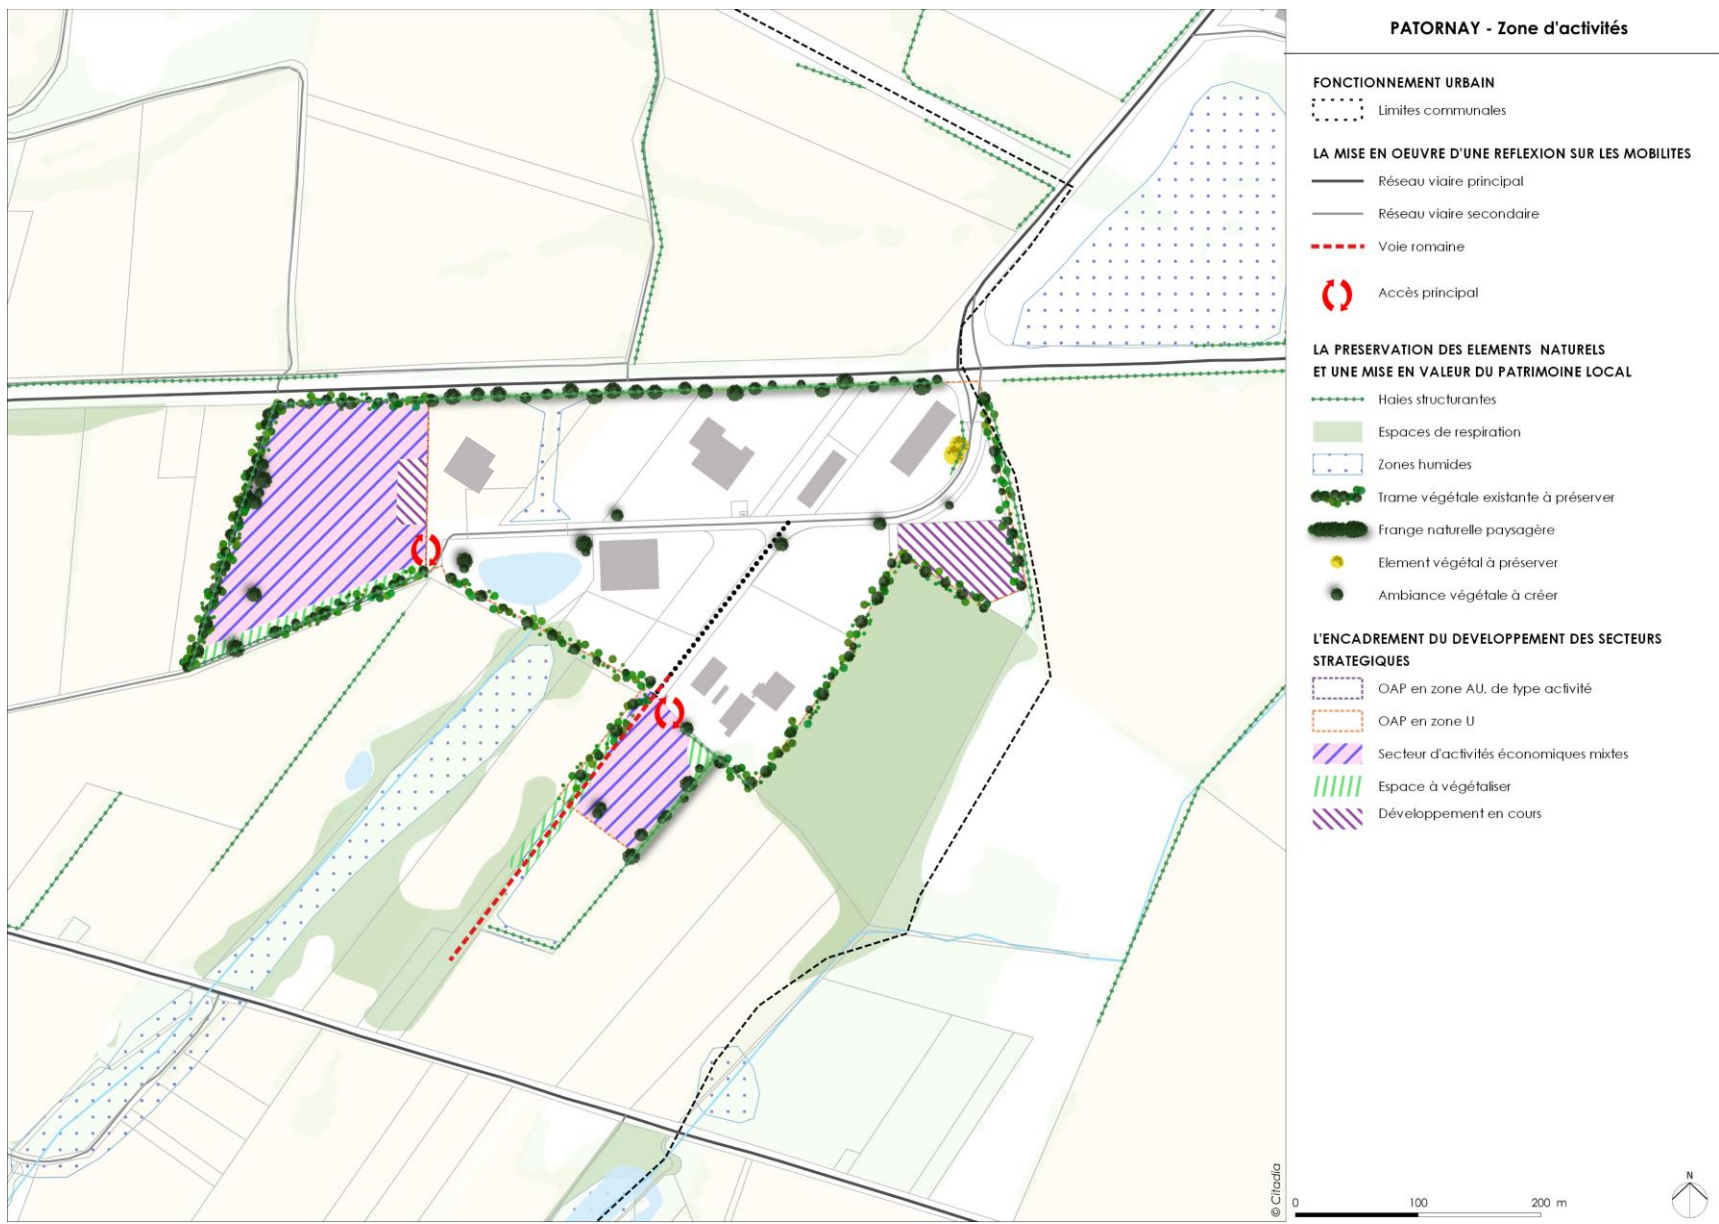 PATORNAY - Zone d'activités
FONCTIONNEMENT URBAIN
Limites communales
LA MISE EN OEUVRE D'UNE REFLEXION SUR LES MOBILITES
Réseau viaire principal
Réseau viaire secondaire
Voie romaine
Accès principal
LA PRESERVATION DES ELEMENTS NATURELS
ET UNE MISE EN VALEUR DU PATRIMOINE LOCAL
Haies structurantes
Espaces de respiration
Zones humides
Trame végétale existante à préserver
Frange naturelle paysagère
Element végétal à préserver
Ambiance végétale à créer
L'ENCADREMENT DU DEVELOPPEMENT DES SECTEURS
STRATEGIQUES
OAP en zone AU, de type activité
OAP en zone U
Secteur d'activités économiques mixtes
Espace à végétaliser
Développement en cours
© Citadia
0 100 200 m
N